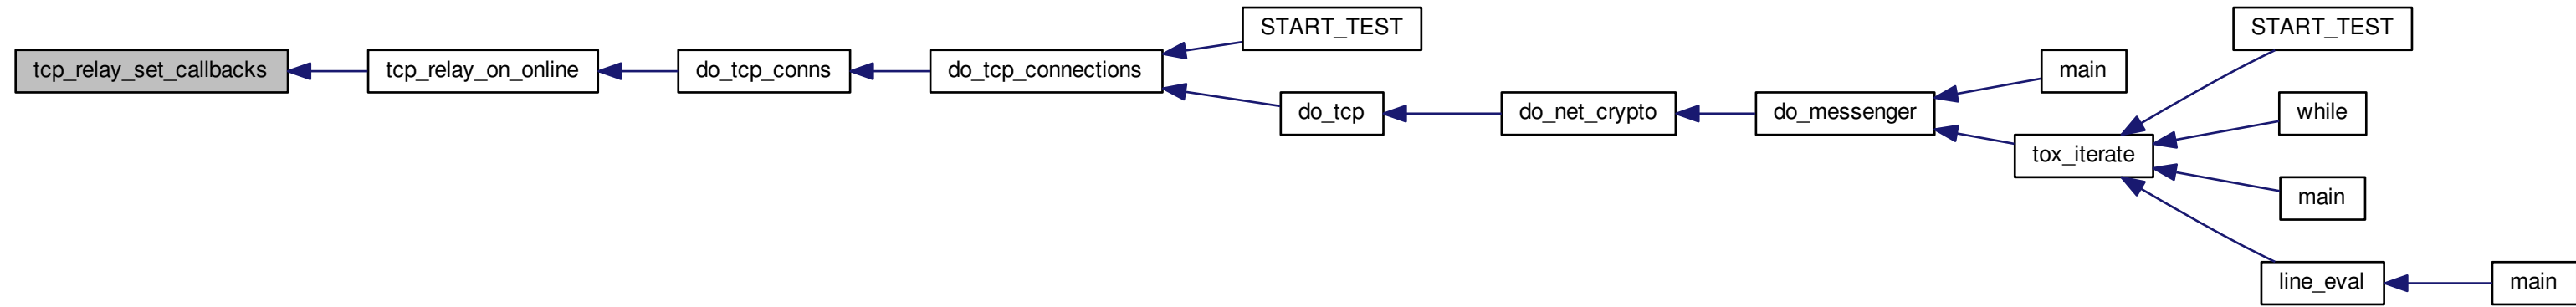 START_TEST
START_TEST
tcp_relay_set_callbacks
tcp_relay_on_online
do_tcp_conns
do_tcp_connections
main
do_tcp
do_net_crypto
do_messenger
while
tox_iterate
main
line_eval
main